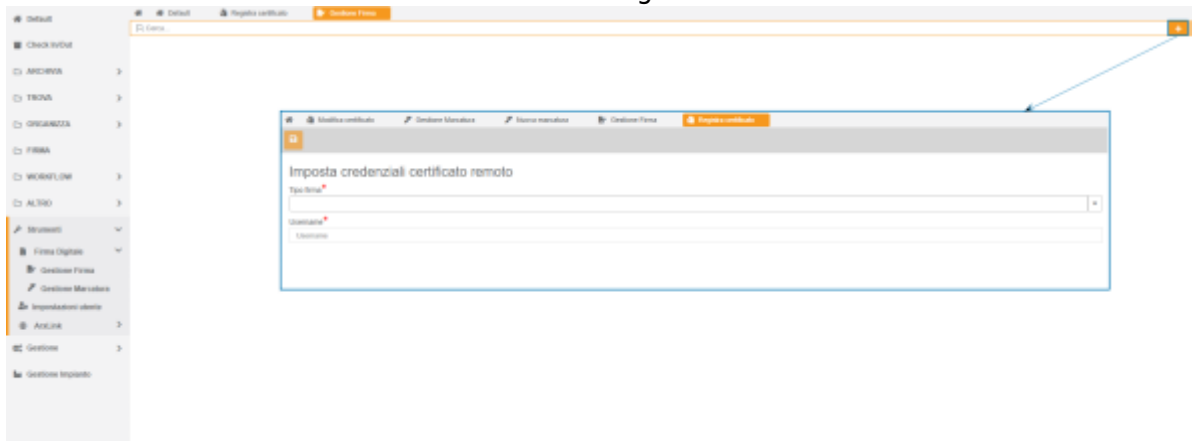 Default
Default
Registra certificato
Gestione Firma
Cerca...
Check In/Out
ARCHIVIA
TROVA
ORGANIZZA
FIRMA
WORKFLOW
ALTRO
Strumenti
Firma Digitale
Gestione Firma
Gestione Marcatura
Impostazioni utente
ArxLink
Gestione
Gestione Impianto
Modifica certificato
Gestione Marcatura
Nuova marcatura
Gestione Firma
Registra certificato
Imposta credenziali certificato remoto
Tipo firma*
Username*
Username